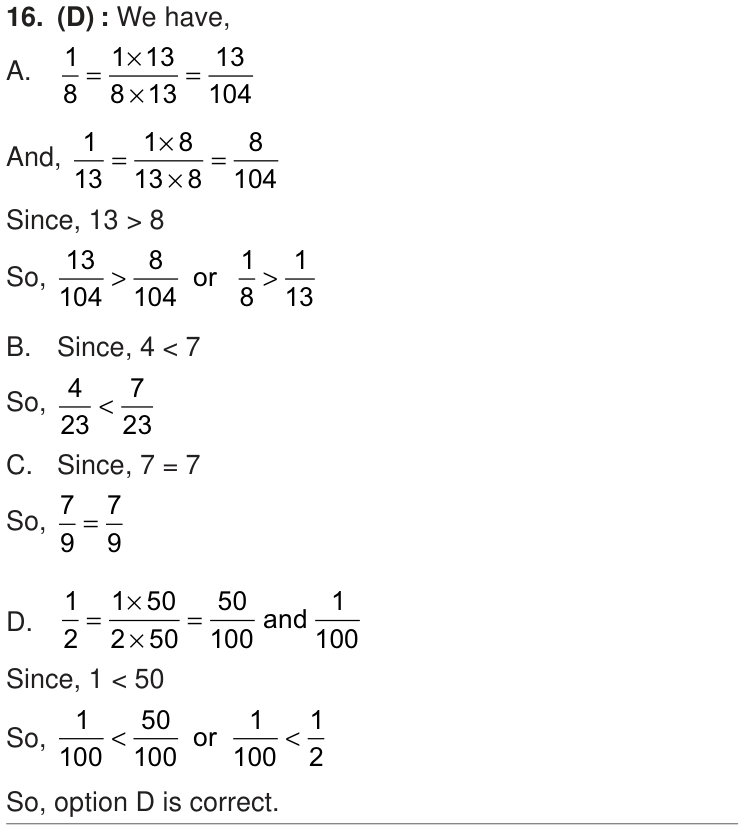 16. (D) : We have,
A. 1/8 = 1×13/8×13 = 13/104
And, 1/13 = 1×8/13×8 = 8/104
Since, 13 > 8
So, 13/104 > 8/104 or 1/8 > 1/13
B. Since, 4 < 7
So, 4/23 < 7/23
C. Since, 7 = 7
So, 7/9 = 7/9
D. 1/2 = 1×50/2×50 = 50/100 and 1/100
Since, 1 < 50
So, 1/100 < 50/100 or 1/100 < 1/2
So, option D is correct.